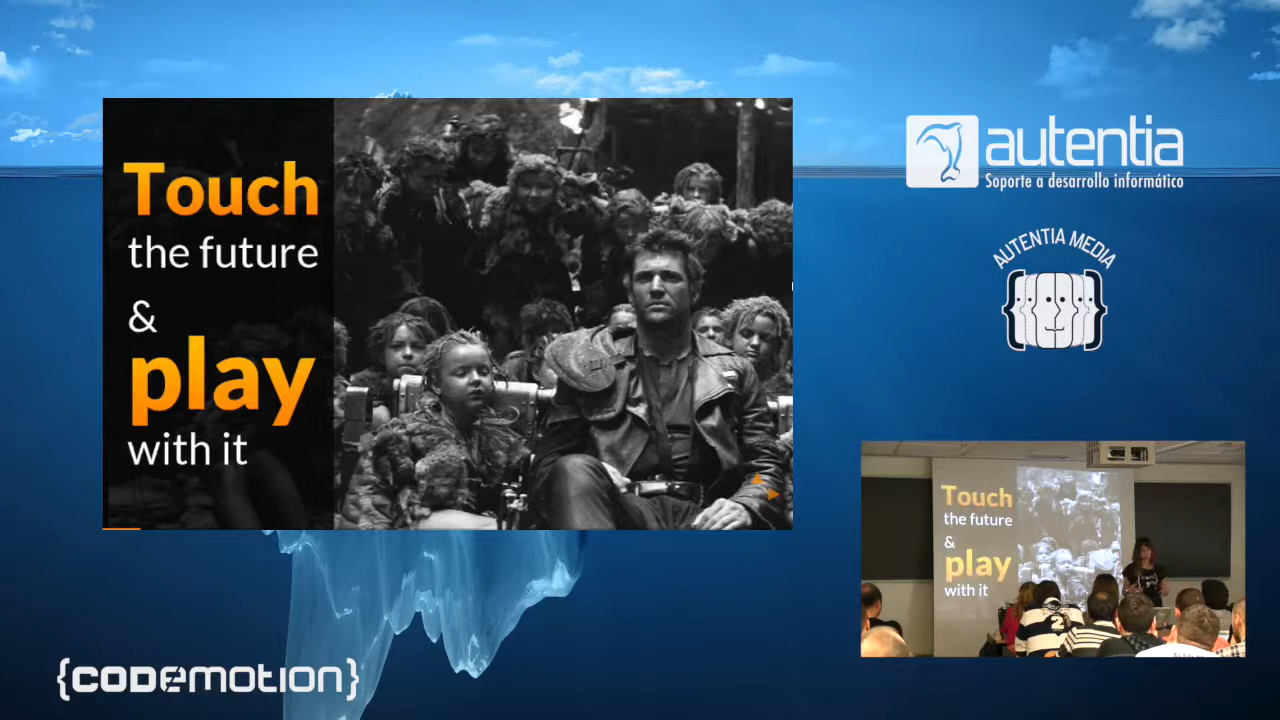 Touch
the future
&
play
with it
autentia
Soporte a desarrollo informático
AUTENTIA MEDIA
Touch
the future
&
play
with it
2
{CODEMOTION}